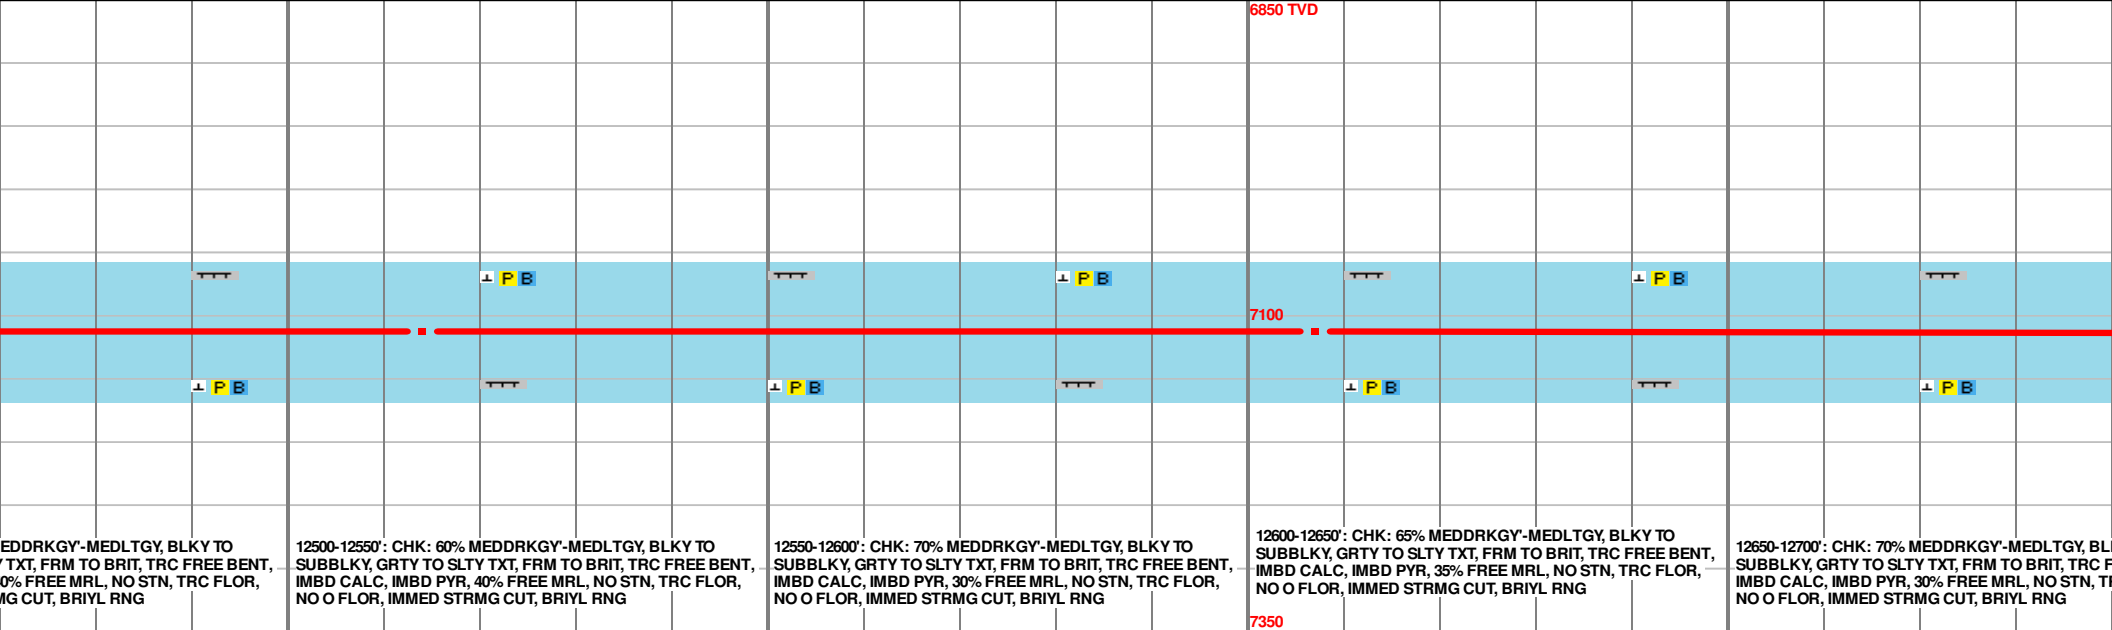 6850 TVD
P B
P B
P B
7100
P B
P B
P B
P B
EDDRKGY'-MEDLTGY, BLKY TO
Y TXT, FRM TO BRIT, TRC FREE BENT,
0% FREE MRL, NO STN, TRC FLOR,
MG CUT, BRIYL RNG
12500-12550': CHK: 60% MEDDRKGY'-MEDLTGY, BLKY TO
SUBBLKY, GRTY TO SLTY TXT, FRM TO BRIT, TRC FREE BENT,
IMBD CALC, IMBD PYR, 40% FREE MRL, NO STN, TRC FLOR,
NO O FLOR, IMMED STRMG CUT, BRIYL RNG
12550-12600': CHK: 70% MEDDRKGY'-MEDLTGY, BLKY TO
SUBBLKY, GRTY TO SLTY TXT, FRM TO BRIT, TRC FREE BENT,
IMBD CALC, IMBD PYR, 30% FREE MRL, NO STN, TRC FLOR,
NO O FLOR, IMMED STRMG CUT, BRIYL RNG
12600-12650': CHK: 65% MEDDRKGY'-MEDLTGY, BLKY TO
SUBBLKY, GRTY TO SLTY TXT, FRM TO BRIT, TRC FREE BENT,
IMBD CALC, IMBD PYR, 35% FREE MRL, NO STN, TRC FLOR,
NO O FLOR, IMMED STRMG CUT, BRIYL RNG
12650-12700': CHK: 70% MEDDRKGY'-MEDLTGY, BL
SUBBLKY, GRTY TO SLTY TXT, FRM TO BRIT, TRC F
IMBD CALC, IMBD PYR, 30% FREE MRL, NO STN, T
NO O FLOR, IMMED STRMG CUT, BRIYL RNG
7350